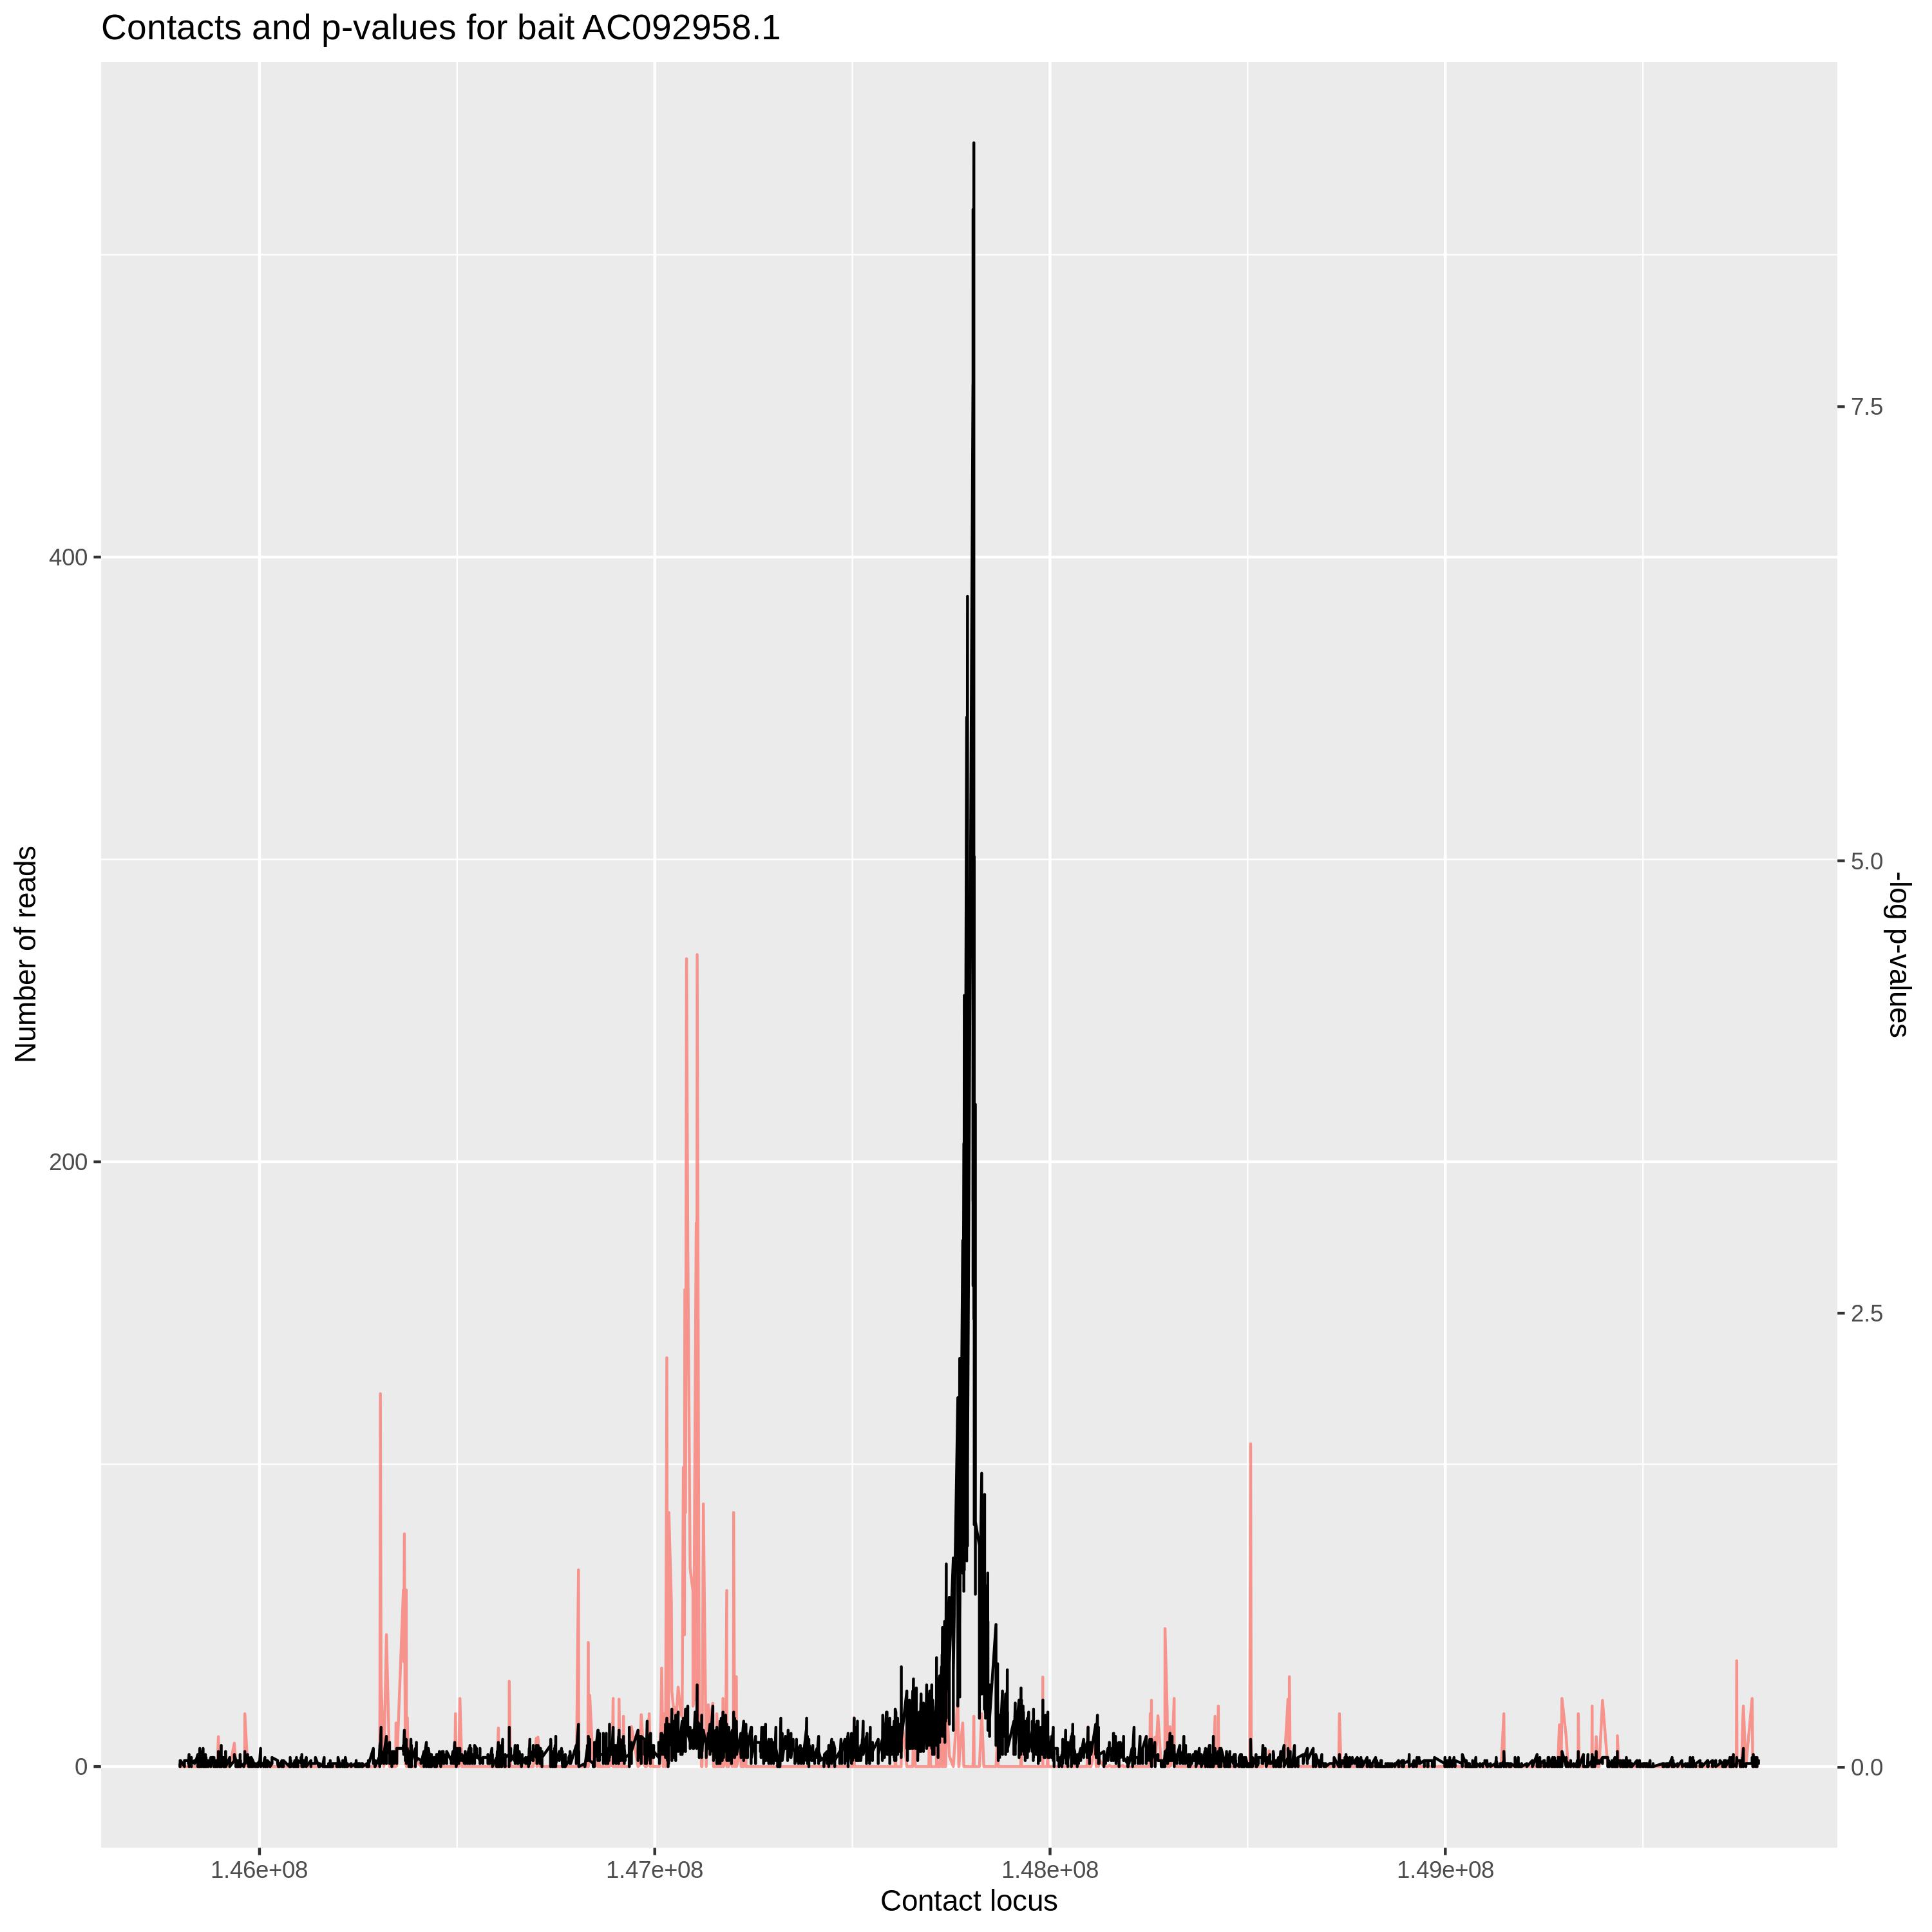 Contacts and p-values for bait AC092958.1
Number of reads
400
200
0
7.5
5.0
2.5
0.0
-log p-values
1.46e+08
1.47e+08
1.48e+08
1.49e+08
Contact locus